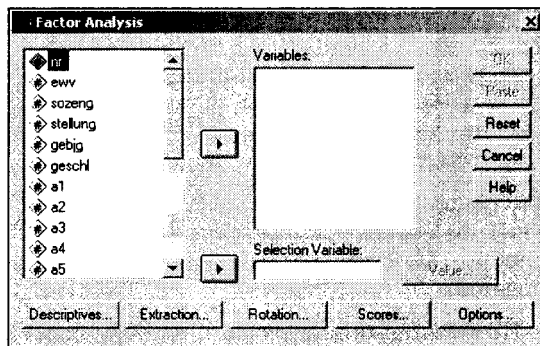 Factor Analysis
nr
ewv
sozeng
stellung
gebjg
geschl
a1
a2
a3
a4
a5
Variables:
Selection Variable:
OK
Paste
Reset
Cancel
Help
Value...
Descriptives...
Extraction...
Rotation...
Scores...
Options...